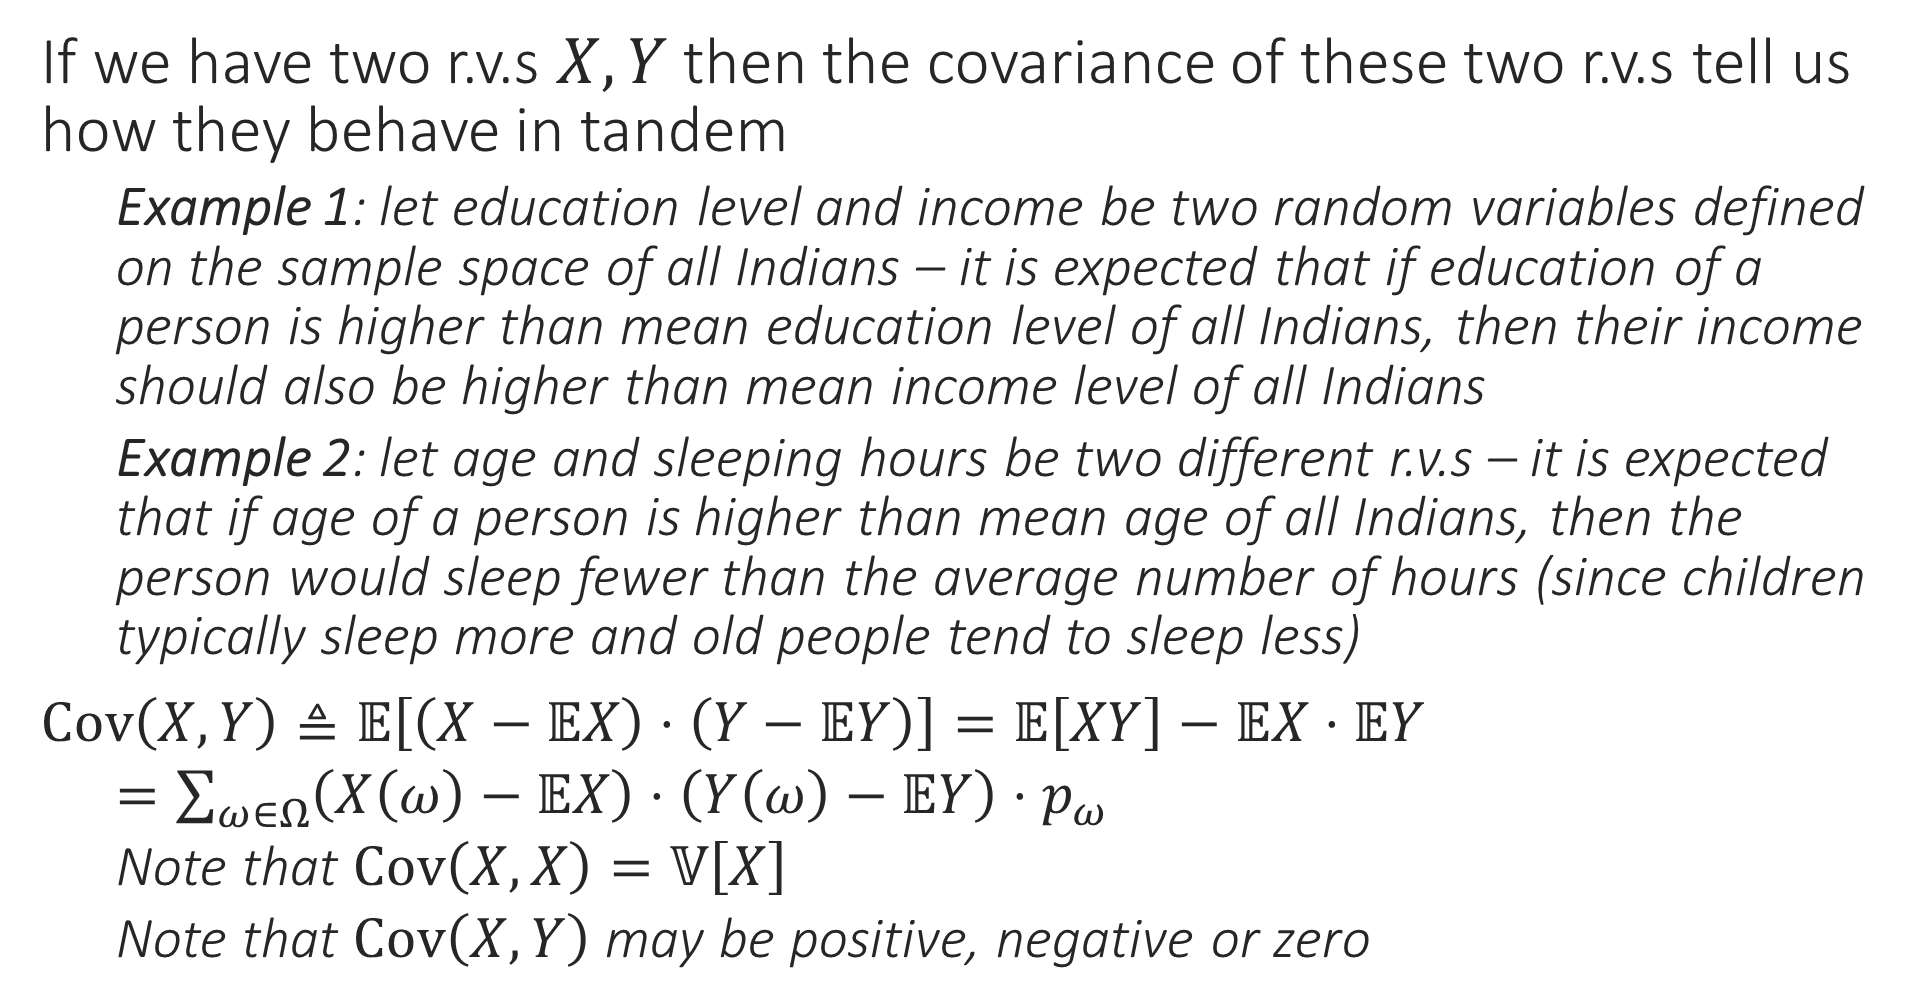 If we have two r.v.s 𝑋, 𝑌 then the covariance of these two r.v.s tell us
how they behave in tandem
Example 1: let education level and income be two random variables defined
on the sample space of all Indians – it is expected that if education of a
person is higher than mean education level of all Indians, then their income
should also be higher than mean income level of all Indians
Example 2: let age and sleeping hours be two different r.v.s – it is expected
that if age of a person is higher than mean age of all Indians, then the
person would sleep fewer than the average number of hours (since children
typically sleep more and old people tend to sleep less)
Cov(𝑋, 𝑌) ≜ 𝔼[(𝑋 − 𝔼𝑋) ⋅ (𝑌 − 𝔼𝑌)] = 𝔼[𝑋𝑌] − 𝔼𝑋 ⋅ 𝔼𝑌
= ∑_{𝜔∈Ω}(𝑋(𝜔) − 𝔼𝑋) ⋅ (𝑌(𝜔) − 𝔼𝑌) ⋅ 𝑝_𝜔
Note that Cov(𝑋, 𝑋) = 𝕍[𝑋]
Note that Cov(𝑋, 𝑌) may be positive, negative or zero